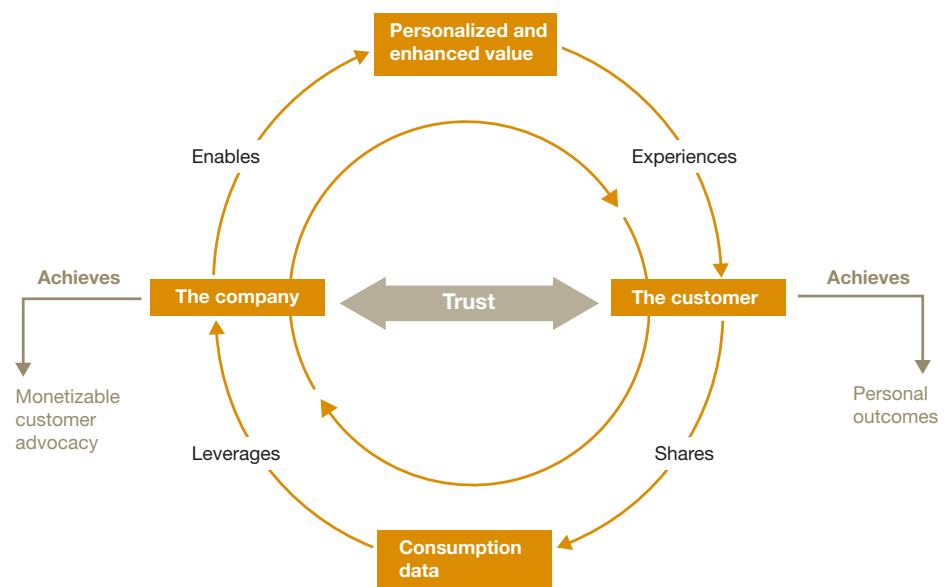 Personalized and
enhanced value
Enables
Experiences
Achieves
The company
Trust
The customer
Achieves
Monetizable
customer
advocacy
Personal
outcomes
Leverages
Shares
Consumption
data